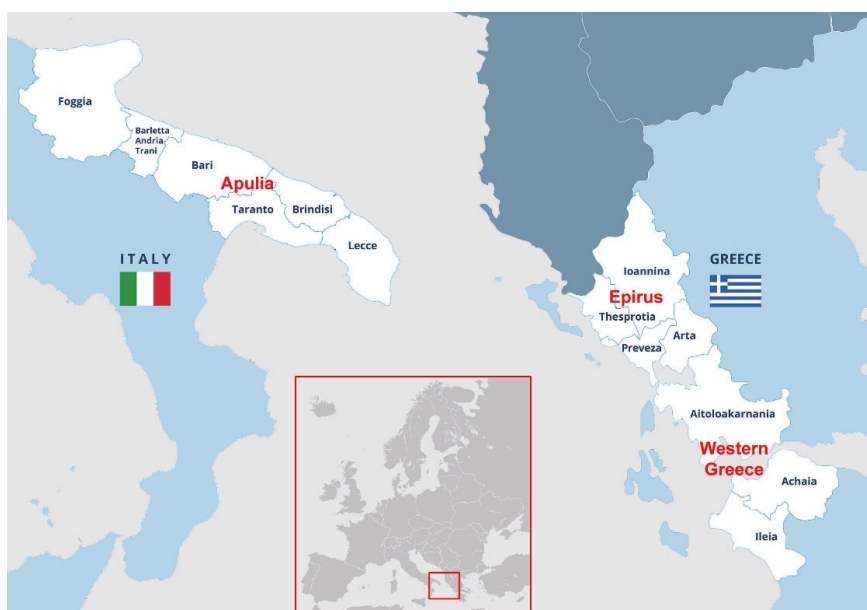 Foggia
Barletta
Andria
Trani
Bari
Apulia
Taranto
Brindisi
Lecce
ITALY
Ioannina
GREECE
Epirus
Thesprotia
Arta
Preveza
Aitoloakarnania
Western
Greece
Achaia
Ileia